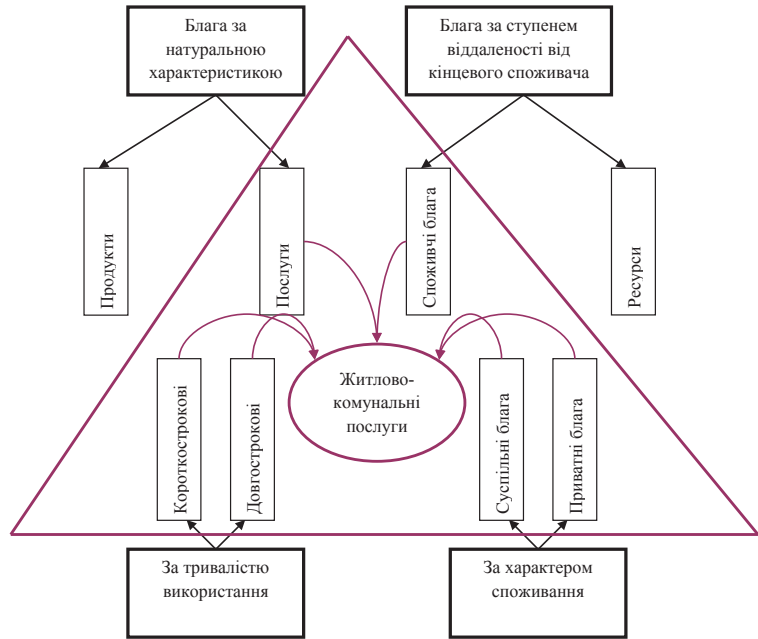 Блага за
натуральною
характеристикою
Блага за ступенем
віддаленості від
кінцевого споживача
Продукти
Послуги
Споживчі блага
Ресурси
Житлово-
комунальні
послуги
Короткострокові
Довгострокові
Суспільні блага
Приватні блага
За тривалістю
використання
За характером
споживання